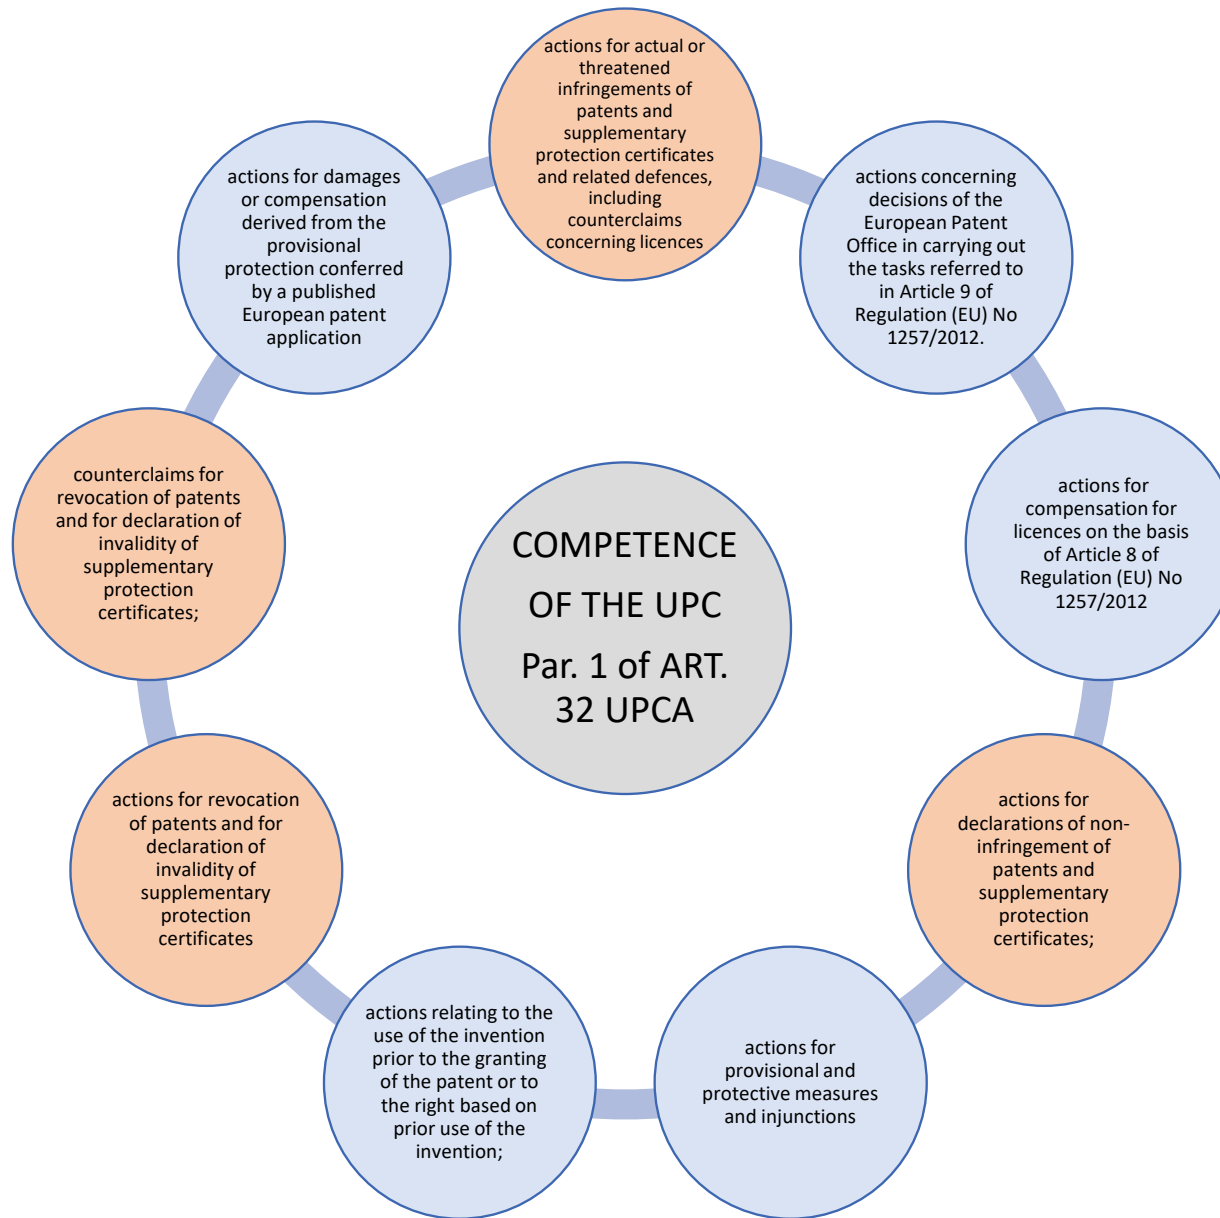 actions for actual or
threatened
infringements of
patents and
supplementary
protection certificates
and related defences,
including
counterclaims
concerning licences
actions concerning
decisions of the
European Patent
Office in carrying out
the tasks referred to
in Article 9 of
Regulation (EU) No
1257/2012.
actions for
compensation for
licences on the basis
of Article 8 of
Regulation (EU) No
1257/2012
actions for
declarations of non-
infringement of
patents and
supplementary
protection
certificates;
actions for
provisional and
protective measures
and injunctions
actions relating to the
use of the invention
prior to the granting
of the patent or to
the right based on
prior use of the
invention;
actions for revocation
of patents and for
declaration of
invalidity of
supplementary
protection
certificates
counterclaims for
revocation of patents
and for declaration of
invalidity of
supplementary
protection
certificates;
actions for damages
or compensation
derived from the
provisional
protection conferred
by a published
European patent
application
COMPETENCE
OF THE UPC
Par. 1 of ART.
32 UPCA